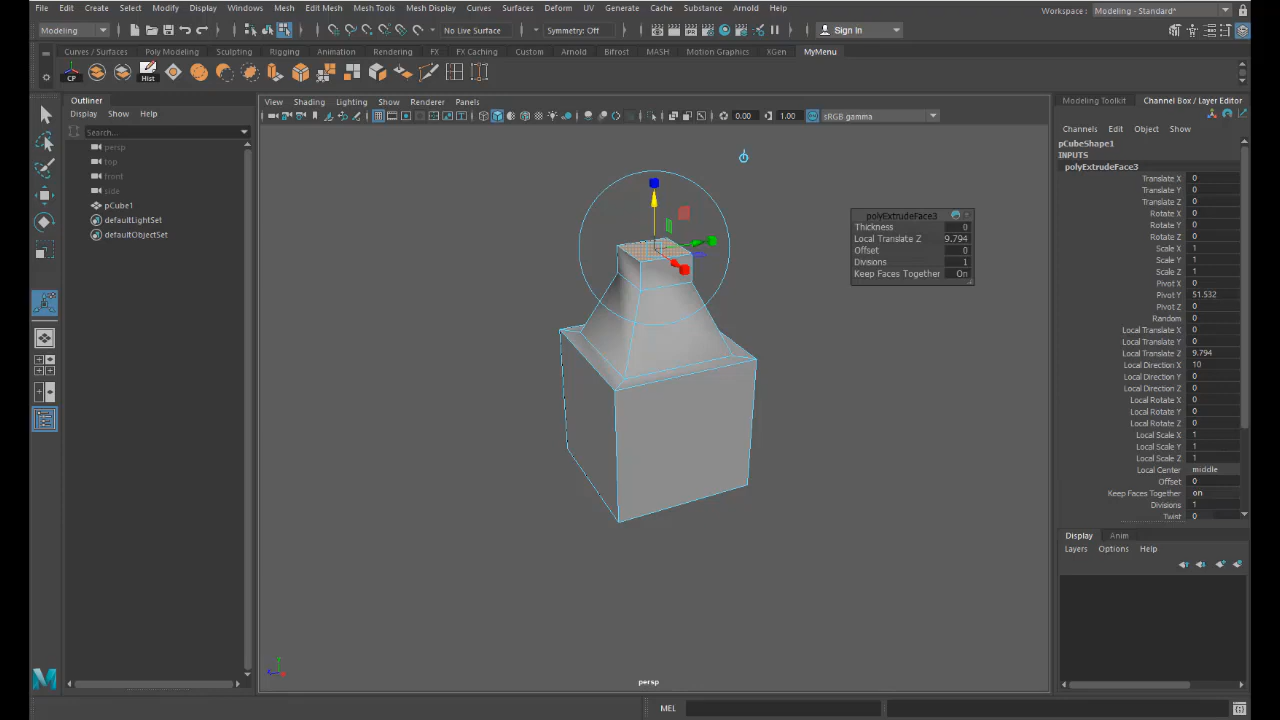 File Edit Create Select Modify Display Windows Mesh Edit Mesh Mesh Tools Mesh Display Curves Surfaces Deform UV Generate Cache Substance Arnold Help
Workspace : Modeling - Standard*
Modeling
No Live Surface
Symmetry: Off
Sign In
Curves / Surfaces Poly Modeling Sculpting Rigging Animation Rendering FX FX Caching Custom Arnold Bifrost MASH Motion Graphics XGen MyMenu
CP
Hist
Outliner
Display Show Help
Search...
persp
top
front
side
pCube1
defaultLightSet
defaultObjectSet
View Shading Lighting Show Renderer Panels
0.00 1.00 sRGB gamma
polyExtrudeFace3
Thickness 0
Local Translate Z 9.794
Offset 0
Divisions 1
Keep Faces Together On
persp
Modeling Toolkit Channel Box / Layer Editor
Channels Edit Object Show
pCubeShape1
INPUTS
polyExtrudeFace3
Translate X 0
Translate Y 0
Translate Z 0
Rotate X 0
Rotate Y 0
Rotate Z 0
Scale X 1
Scale Y 1
Scale Z 1
Pivot X 0
Pivot Y 51.532
Pivot Z 0
Random 0
Local Translate X 0
Local Translate Y 0
Local Translate Z 9.794
Local Direction X 10
Local Direction Y 0
Local Direction Z 0
Local Rotate X 0
Local Rotate Y 0
Local Rotate Z 0
Local Scale X 1
Local Scale Y 1
Local Scale Z 1
Local Center middle
Offset 0
Keep Faces Together on
Divisions 1
Twist 0
Display Anim
Layers Options Help
MEL